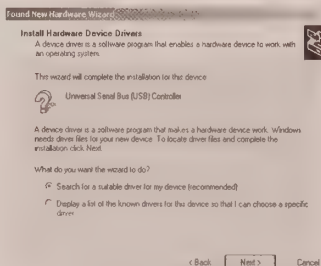 Found New Hardware Wizard
Install Hardware Device Drivers
A device driver is a software program that enables a hardware device to work with
an operating system.
This wizard will complete the installation for this device:
Universal Serial Bus (USB) Controller
A device driver is a software program that makes a hardware device work. Windows
needs driver files for your new device. To locate driver files and complete the
installation click Next.
What do you want the wizard to do?
Search for a suitable driver for my device (recommended)
Display a list of the known drivers for this device so that I can choose a specific
driver
< Back
Next >
Cancel